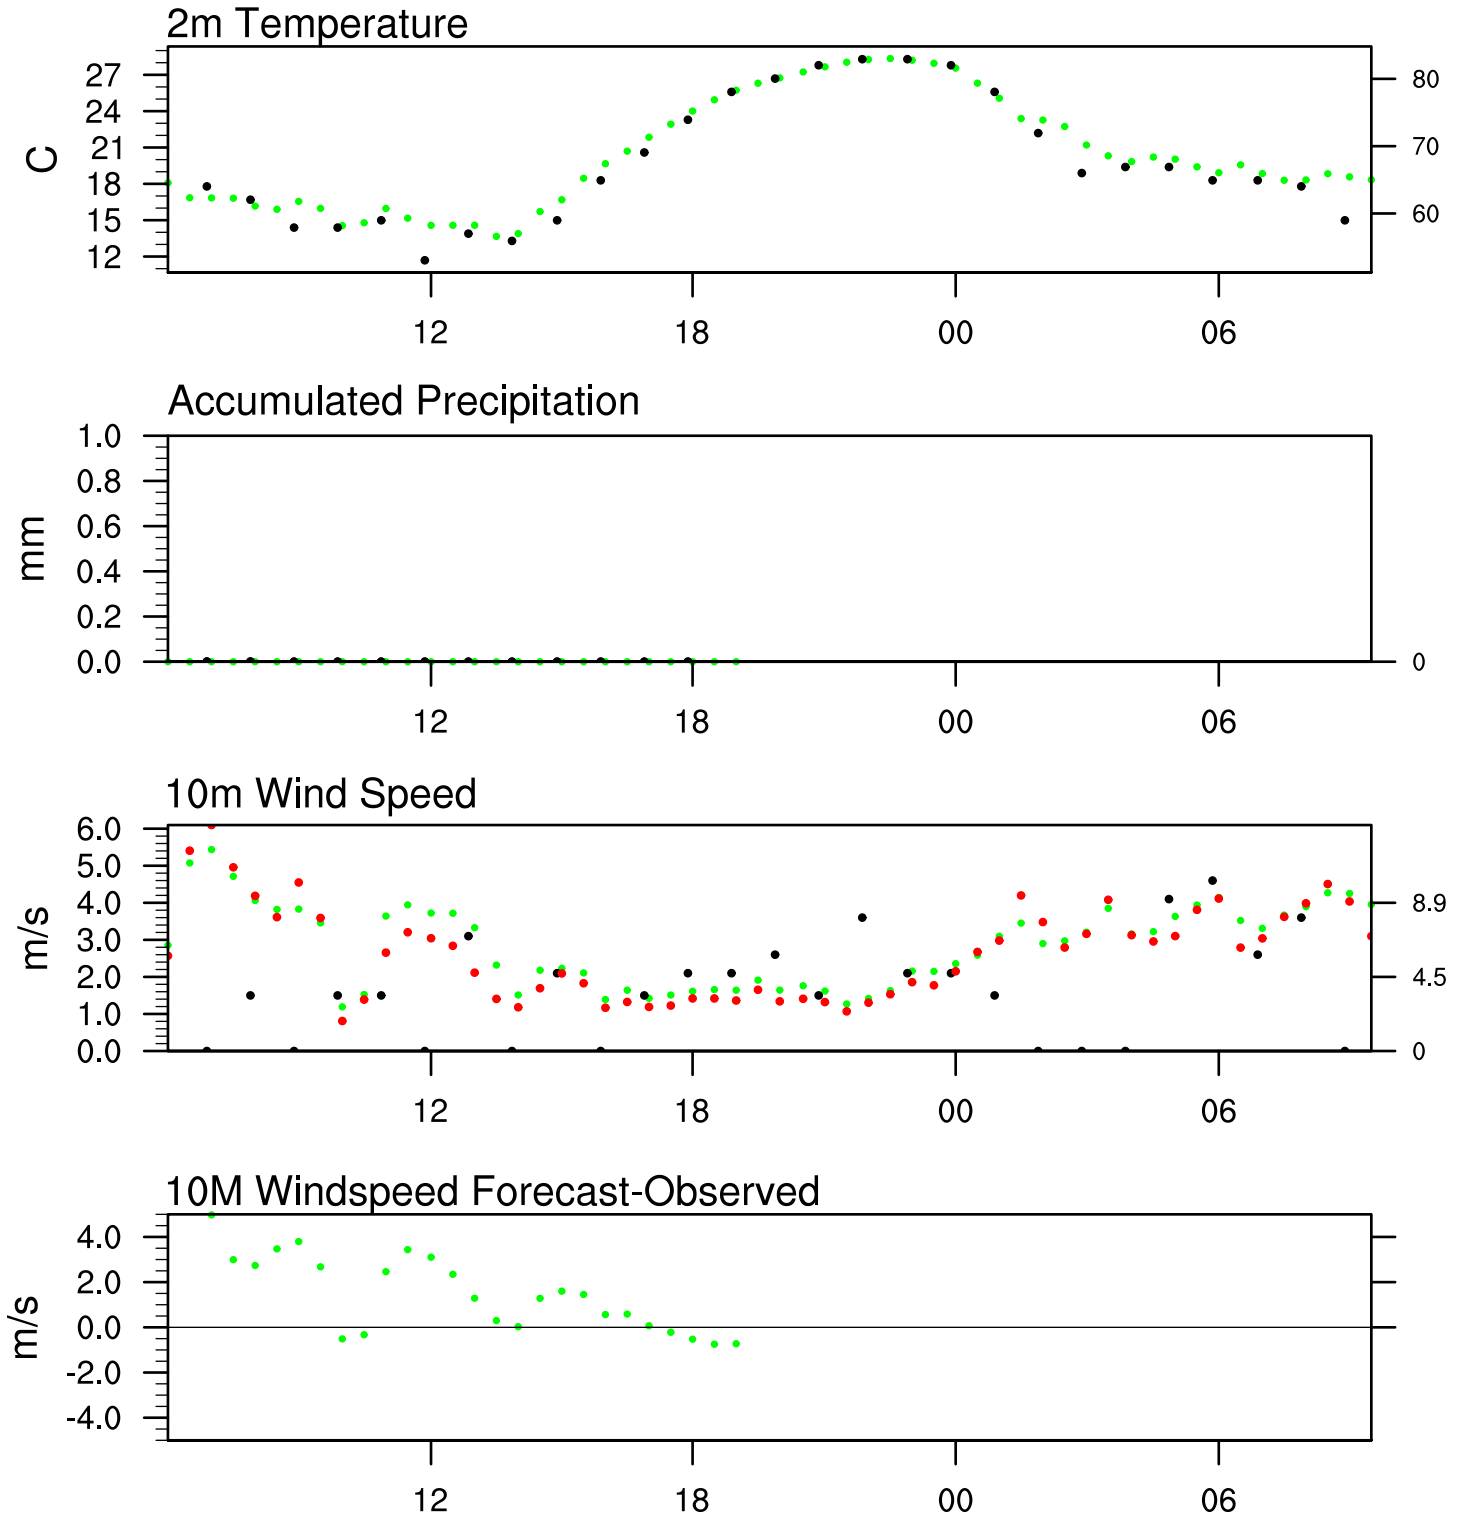 2m Temperature
27
24
21
18
15
12
C
80
70
60
12 18 00 06
Accumulated Precipitation
1.0
0.8
0.6
0.4
0.2
0.0
mm
0
12 18 00 06
10m Wind Speed
6.0
5.0
4.0
3.0
2.0
1.0
0.0
m/s
8.9
4.5
0
12 18 00 06
10M Windspeed Forecast-Observed
4.0
2.0
0.0
-2.0
-4.0
m/s
12 18 00 06